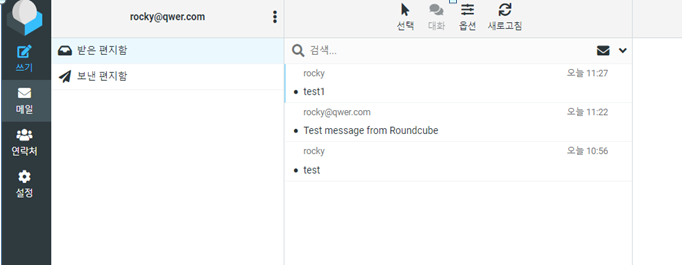 rocky@qwer.com
쓰기
메일
연락처
설정
받은 편지함
보낸 편지함
선택
대화
옵션
새로고침
검색...
rocky 오늘 11:27
test1
rocky@qwer.com 오늘 11:22
Test message from Roundcube
rocky 오늘 10:56
test